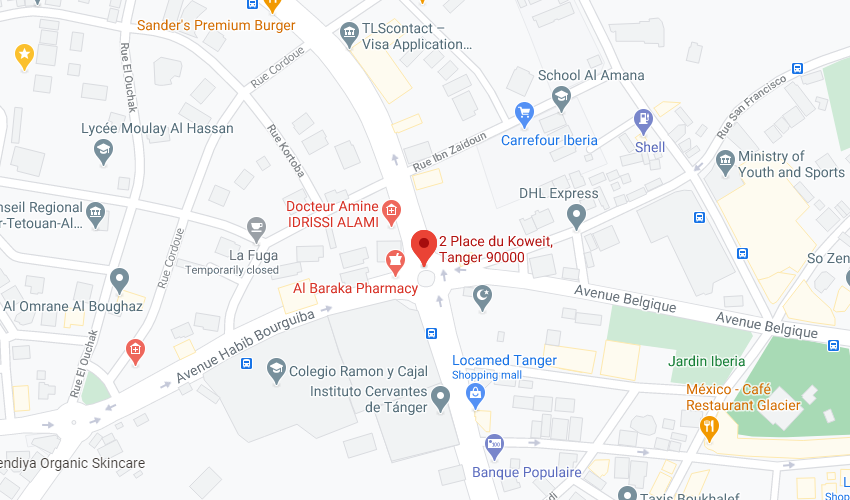 Sander's Premium Burger
TLScontact –
Visa Application...
Rue El Ouchak
Rue Cordoue
School Al Amana
Rue San Francisco
Lycée Moulay Al Hassan
Rue Kortoba
Carrefour Iberia
Shell
Rue Ibn Zaidoun
Ministry of
Youth and Sports
DHL Express
nseil Regional
r-Tetouan-Al...
Docteur Amine
IDRISSI ALAMI
Rue Cordoue
La Fuga
Temporarily closed
2 Place du Koweit,
Tanger 90000
So Zen
Al Baraka Pharmacy
Al Omrane Al Boughaz
Avenue Belgique
Avenue Belgique
Avenue Habib Bourguiba
Rue El Ouchak
Colegio Ramon y Cajal
Locamed Tanger
Shopping mall
Jardin Iberia
Instituto Cervantes
de Tánger
México - Café
Restaurant Glacier
endiya Organic Skincare
100
Banque Populaire
Taxis Boukhalef
L
Shopp